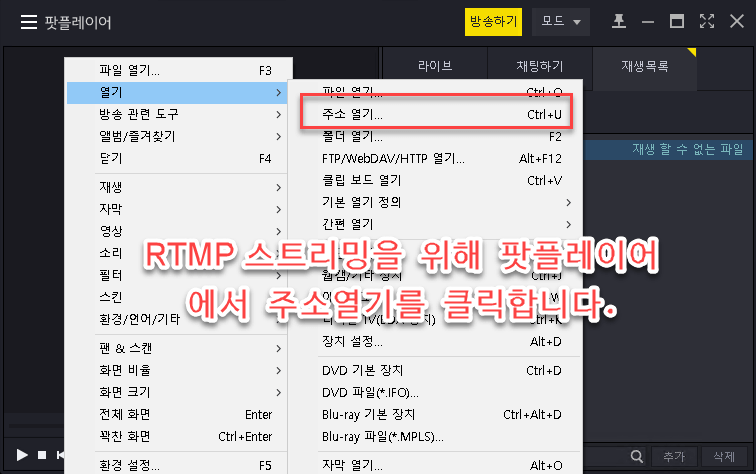 팟플레이어
방송하기
모드
라이브
채팅하기
재생목록
재생 할 수 없는 파일
파일 열기... F3
열기
방송 관련 도구
앨범/즐겨찾기
닫기 F4
재생
자막
영상
소리
필터
스킨
환경/언어/기타
팬 & 스캔
화면 비율
화면 크기
전체 화면 Enter
꽉찬 화면 Ctrl+Enter
환경 설정... F5
파일 열기... Ctrl+O
주소 열기... Ctrl+U
폴더 열기... F2
FTP/WebDAV/HTTP 열기... Alt+F12
클립 보드 열기 Ctrl+V
기본 열기 정의
간편 열기
RTMP 스트리밍을 위해 팟플레이어
에서 주소열기를 클릭합니다.
웹캠/기타 장치 Ctrl+J
장치 설정... Alt+D
DVD 기본 장치 Ctrl+D
DVD 파일(*.IFO)...
Blu-ray 기본 장치 Ctrl+Alt+D
Blu-ray 파일(*.MPLS)...
자막 열기... Alt+O
추가
삭제